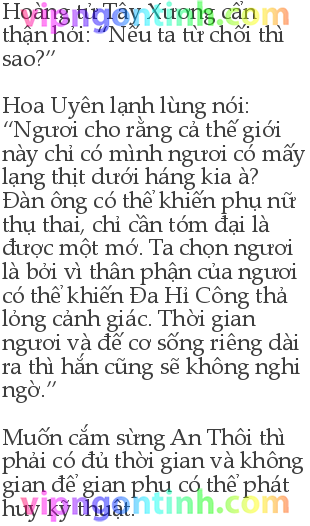 Hoàng tử Tây Xương cẩn
thận hỏi: “Nếu ta từ chối thì
sao?”
Hoa Uyên lạnh lùng nói:
“Ngươi cho rằng cả thế giới
này chỉ có mình ngươi có mấy
lạng thịt dưới háng kia à?
Đàn ông có thể khiến phụ nữ
thụ thai, chỉ cần tóm đại là
được một mớ. Ta chọn ngươi
là bởi vì thân phận của ngươi
có thể khiến Đa Hỉ Công thả
lỏng cảnh giác. Thời gian
ngươi và đế cơ sống riêng dài
ra thì hắn cũng sẽ không nghi
ngờ.”
Muốn cắm sừng An Thôi thì
phải có đủ thời gian và không
gian để gian phu có thể phát
huy kỹ thuật.
vipngontinh.com
vipngontinh.com